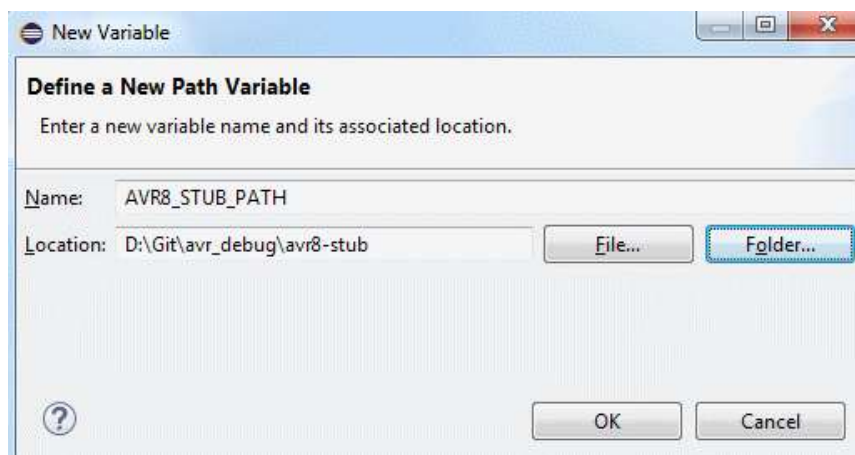 New Variable
Define a New Path Variable
Enter a new variable name and its associated location.
Name: AVR8_STUB_PATH
Location: D:\Git\avr_debug\avr8-stub File... Folder...
? OK Cancel